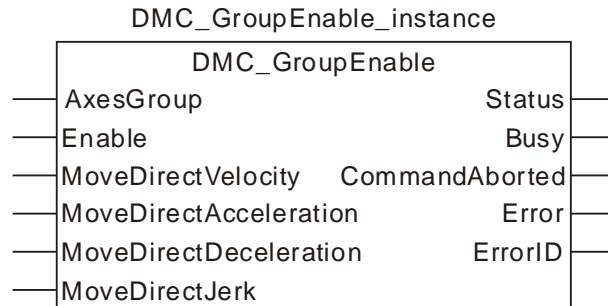 DMC_GroupEnable_instance
DMC_GroupEnable
AxesGroup Status
Enable Busy
MoveDirectVelocity CommandAborted
MoveDirectAcceleration Error
MoveDirectDeceleration ErrorID
MoveDirectJerk